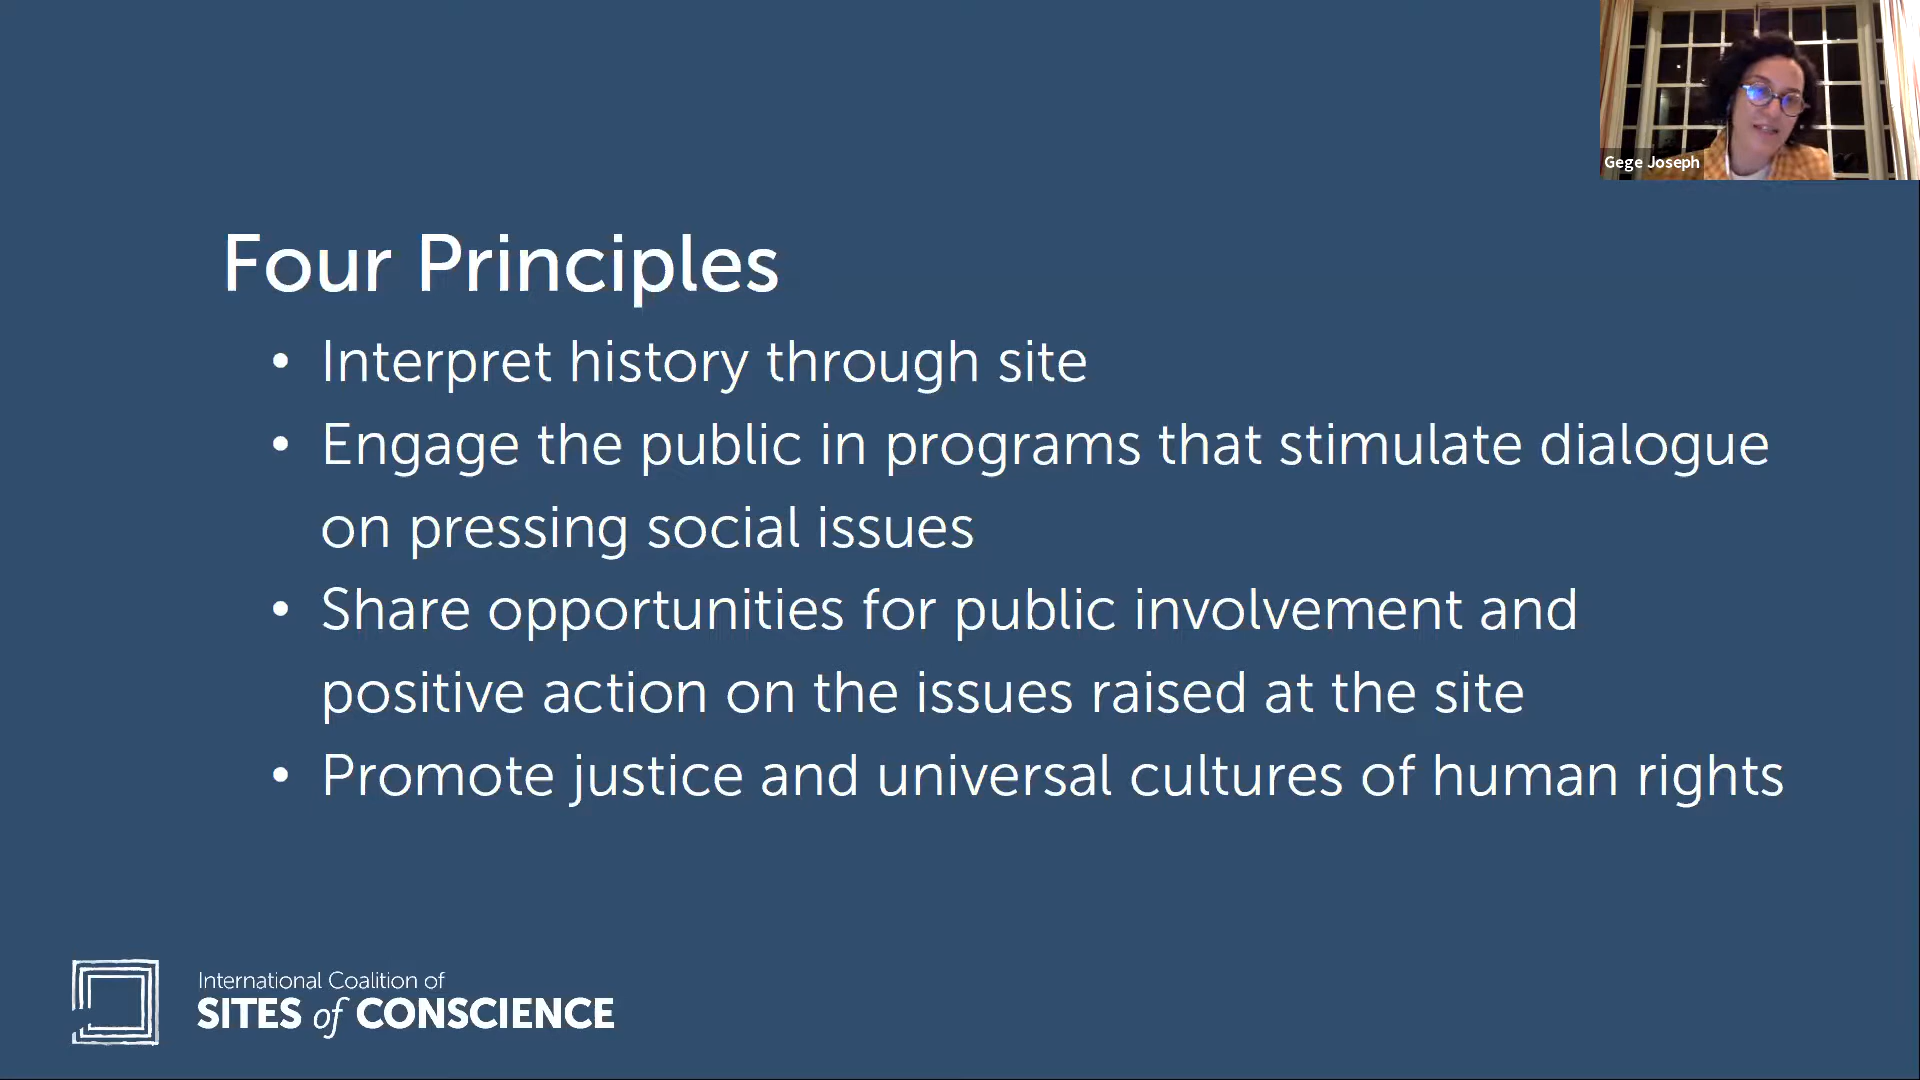 Gege Joseph
Four Principles
• Interpret history through site
• Engage the public in programs that stimulate dialogue
on pressing social issues
• Share opportunities for public involvement and
positive action on the issues raised at the site
• Promote justice and universal cultures of human rights
International Coalition of
SITES of CONSCIENCE